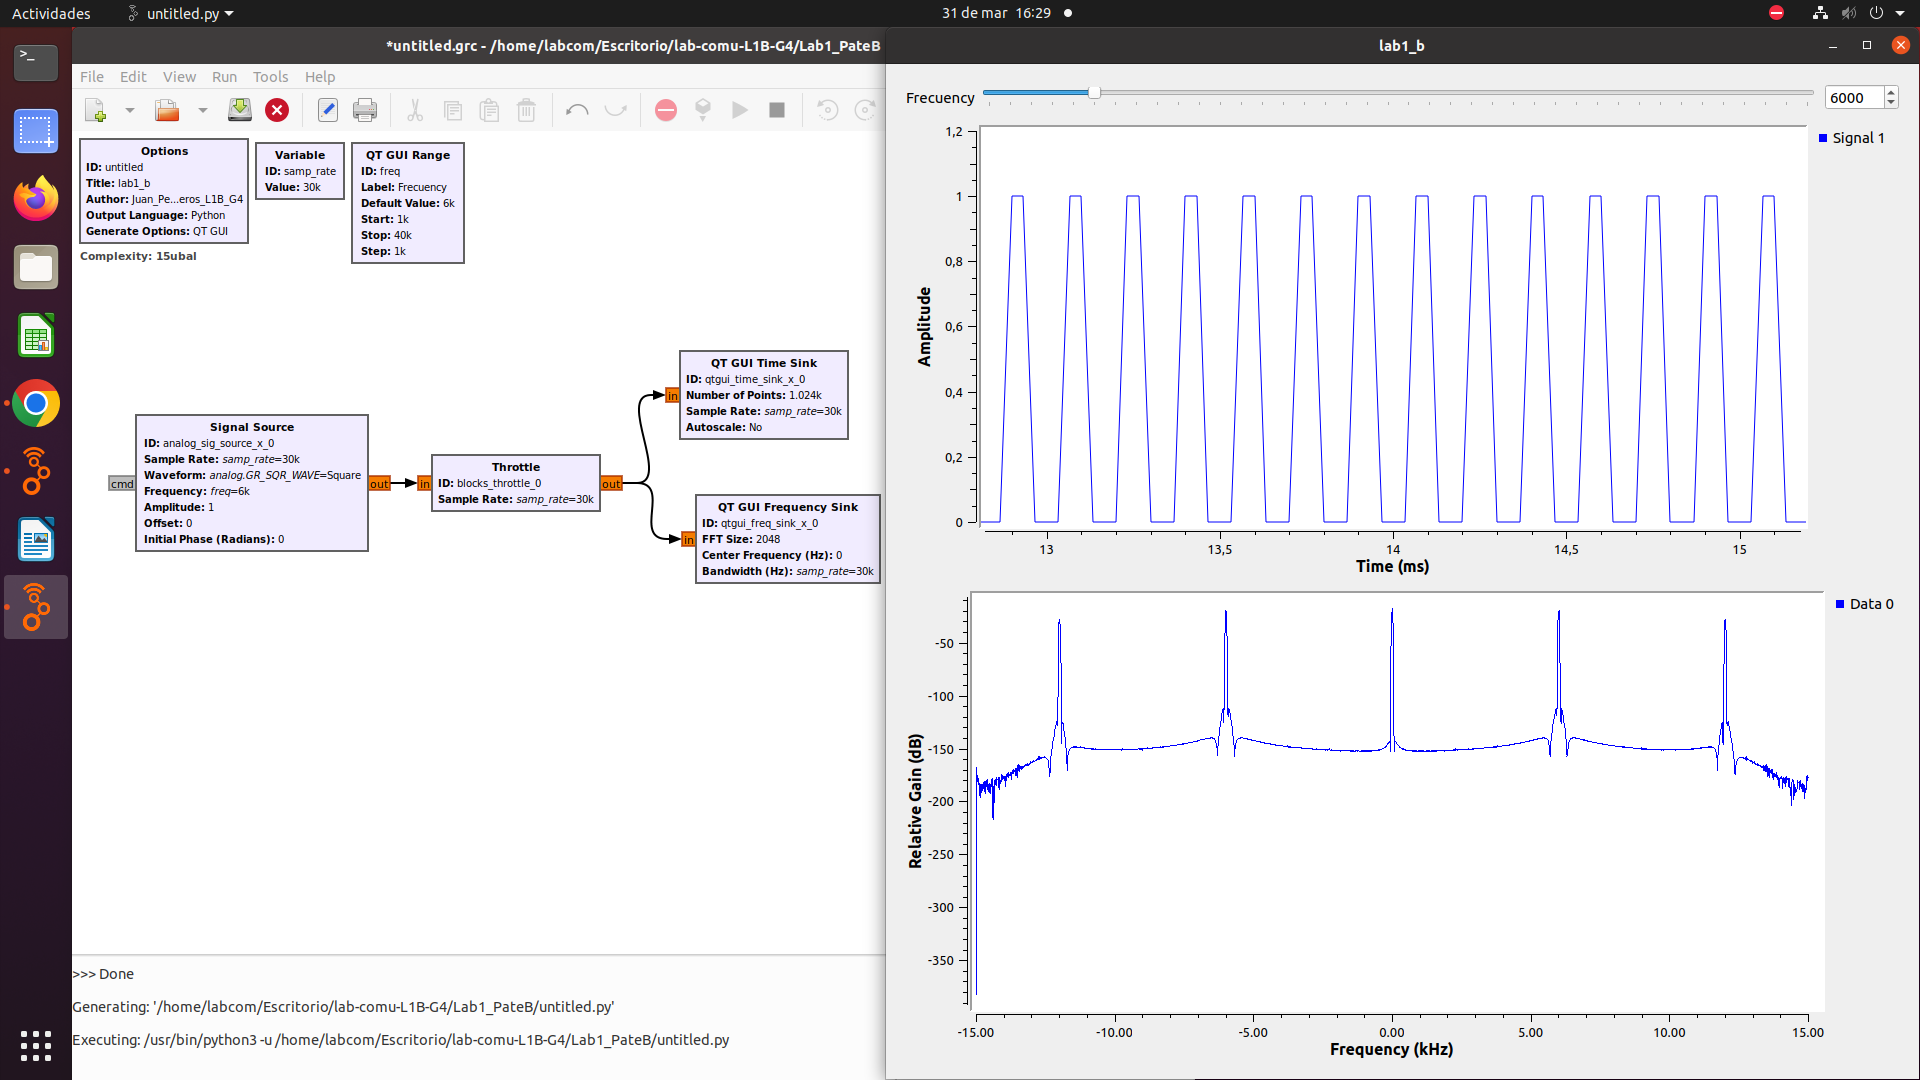 Actividades
untitled.py
31 de mar 16:29
*untitled.grc - /home/labcom/Escritorio/lab-comu-L1B-G4/Lab1_PateB
File Edit View Run Tools Help
Options
ID: untitled
Title: lab1_b
Author: Juan_Pe...eros_L1B_G4
Output Language: Python
Generate Options: QT GUI
Complexity: 15ubal
Variable
ID: samp_rate
Value: 30k
QT GUI Range
ID: freq
Label: Frecuency
Default Value: 6k
Start: 1k
Stop: 40k
Step: 1k
cmd
Signal Source
ID: analog_sig_source_x_0
Sample Rate: samp_rate=30k
Waveform: analog.GR_SQR_WAVE=Square
Frequency: freq=6k
Amplitude: 1
Offset: 0
Initial Phase (Radians): 0
out
in
Throttle
ID: blocks_throttle_0
Sample Rate: samp_rate=30k
out
in
QT GUI Time Sink
ID: qtgui_time_sink_x_0
Number of Points: 1.024k
Sample Rate: samp_rate=30k
Autoscale: No
in
QT GUI Frequency Sink
ID: qtgui_freq_sink_x_0
FFT Size: 2048
Center Frequency (Hz): 0
Bandwidth (Hz): samp_rate=30k
>>> Done
Generating: '/home/labcom/Escritorio/lab-comu-L1B-G4/Lab1_PateB/untitled.py'
Executing: /usr/bin/python3 -u /home/labcom/Escritorio/lab-comu-L1B-G4/Lab1_PateB/untitled.py
lab1_b
Frecuency
6000
Signal 1
Amplitude
1,2
1
0,8
0,6
0,4
0,2
0
13 13,5 14 14,5 15
Time (ms)
Data 0
Relative Gain (dB)
-50
-100
-150
-200
-250
-300
-350
-15.00 -10.00 -5.00 0.00 5.00 10.00 15.00
Frequency (kHz)